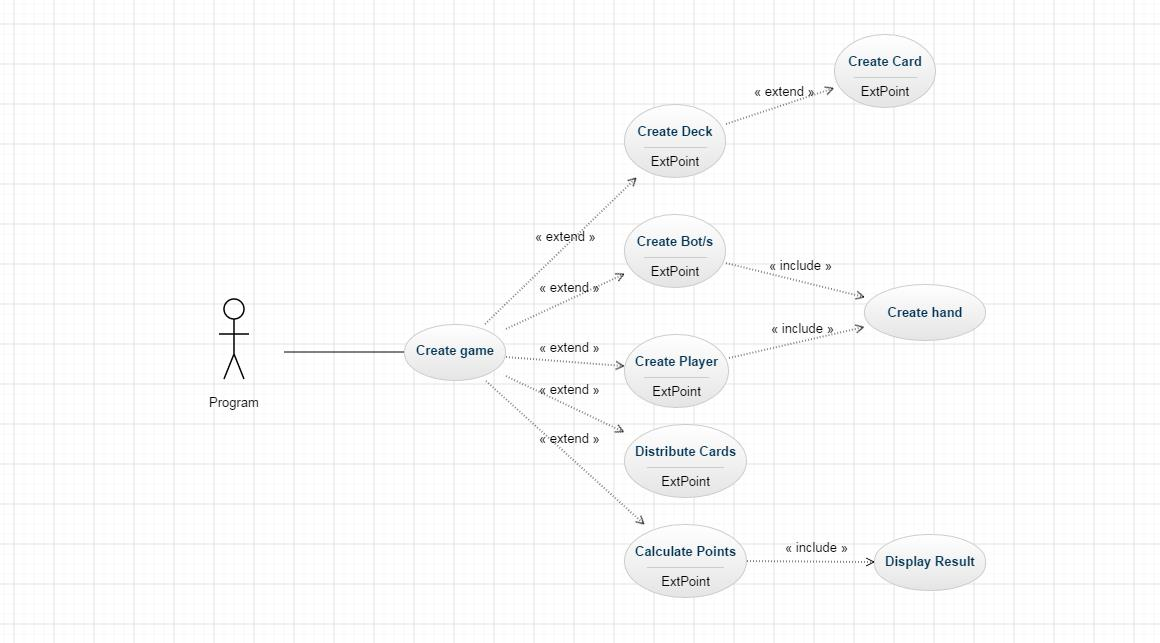 Create Card
ExtPoint
« extend »
Create Deck
ExtPoint
« extend »
Create Bot/s
ExtPoint
« extend »
« include »
Create hand
« include »
Create game
« extend »
Create Player
ExtPoint
« extend »
Program
« extend »
Distribute Cards
ExtPoint
Calculate Points
ExtPoint
« include »
Display Result